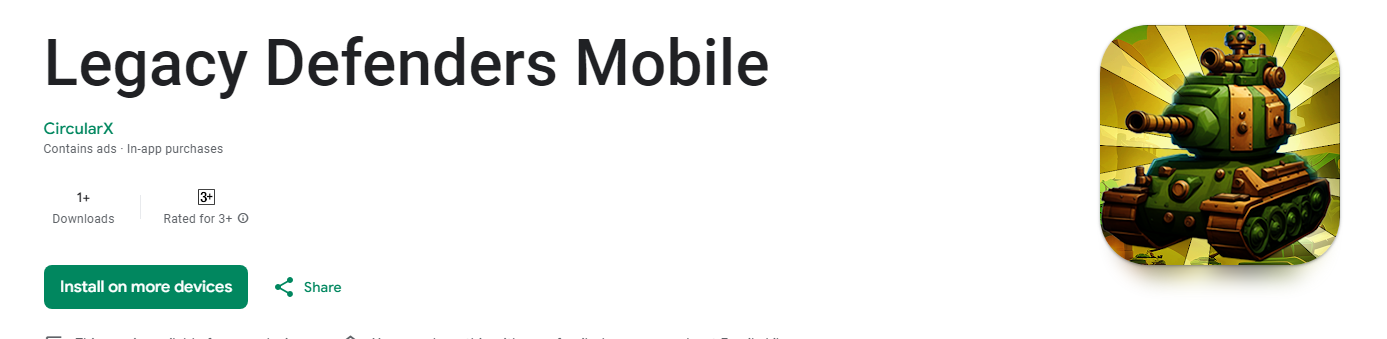 Legacy Defenders Mobile
CircularX
Contains ads · In-app purchases
1+
3+
Downloads
Rated for 3+
Install on more devices
Share